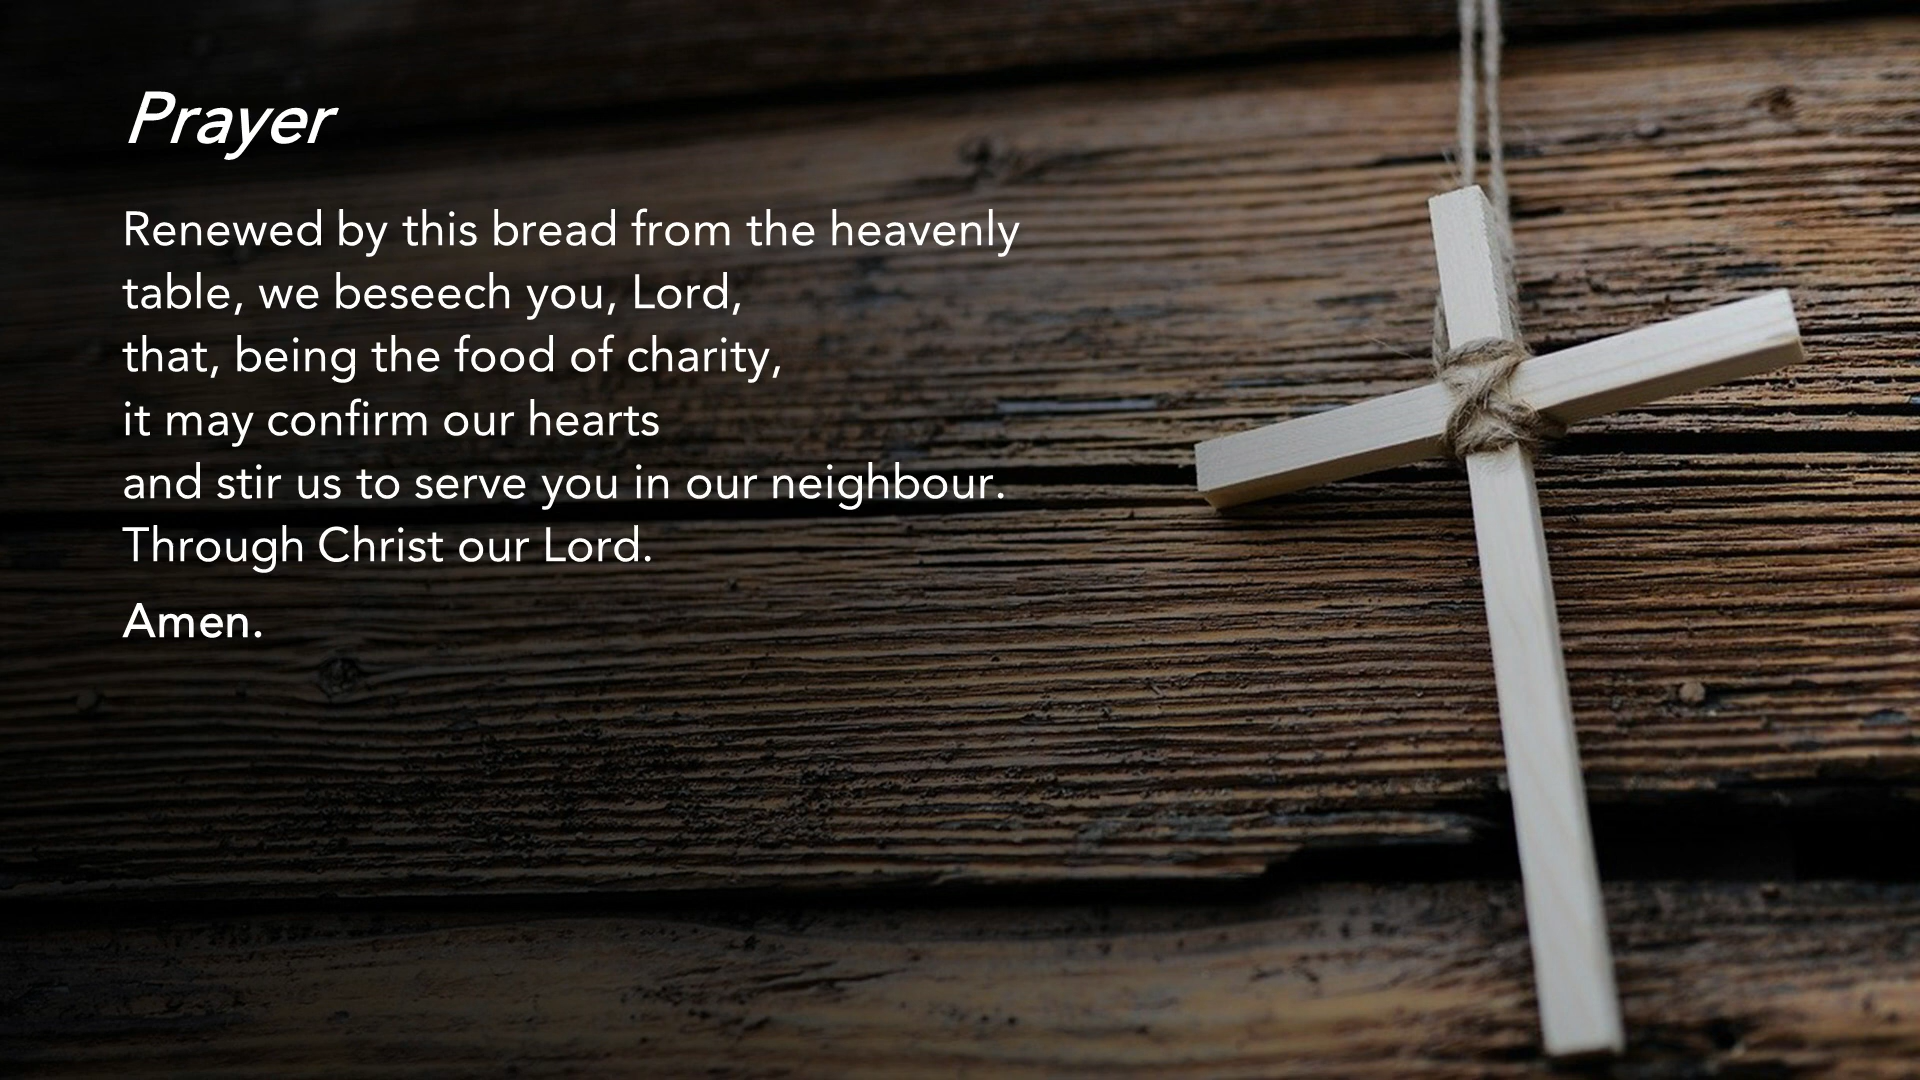 Prayer
Renewed by this bread from the heavenly
table, we beseech you, Lord,
that, being the food of charity,
it may confirm our hearts
and stir us to serve you in our neighbour.
Through Christ our Lord.
Amen.